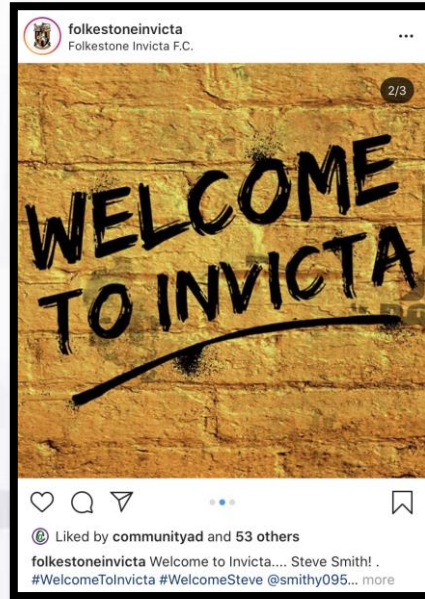 folkestoneinvicta
Folkestone Invicta F.C.
2/3
WELCOME
TO INVICTA
Liked by communityad and 53 others
folkestoneinvicta Welcome to Invicta.... Steve Smith! .
#WelcomeToInvicta #WelcomeSteve @smithy095... more